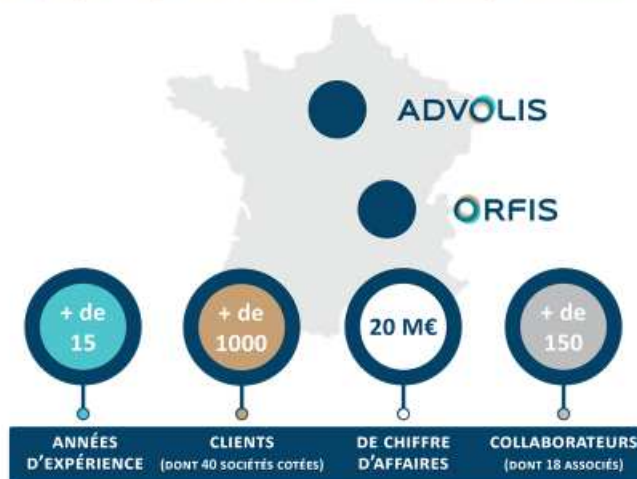 ADVOLIS
ORFIS
+ de
15
+ de
1000
20 M€
+ de
150
ANNÉES
D'EXPÉRIENCE
CLIENTS
(DONT 40 SOCIÉTÉS COTÉES)
DE CHIFFRE
D'AFFAIRES
COLLABORATEURS
(DONT 18 ASSOCIÉS)